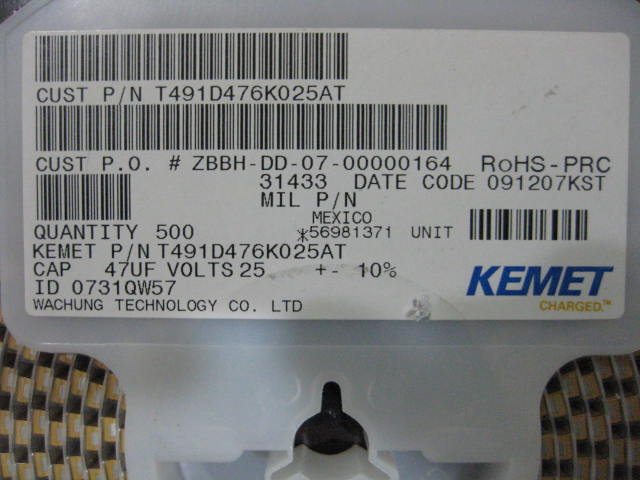 CUST P/N T491D476K025AT
CUST P.O. # ZBBH-DD-07-00000164 RoHS-PRC
31433 DATE CODE 091207KST
MIL P/N
MEXICO
QUANTITY 500 *56981371 UNIT
KEMET P/N T491D476K025AT
CAP 47UF VOLTS 25 +- 10%
ID 0731QW57
WACHUNG TECHNOLOGY CO. LTD
KEMET
CHARGED.™